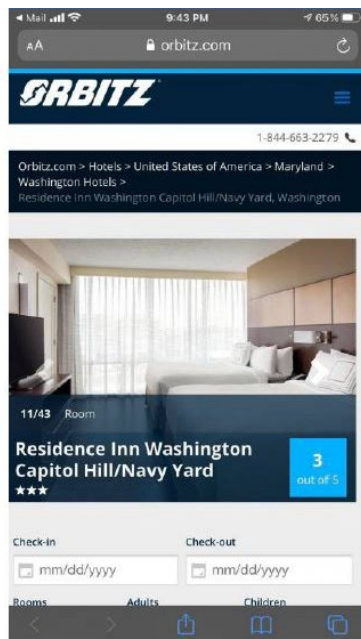 Mail 9:43 PM 65%
AA orbitz.com
ORBITZ
1-844-663-2279
Orbitz.com > Hotels > United States of America > Maryland >
Washington Hotels >
Residence Inn Washington Capitol Hill/Navy Yard, Washington
11/43 Room
Residence Inn Washington
Capitol Hill/Navy Yard
3
out of 5
Check-in Check-out
mm/dd/yyyy mm/dd/yyyy
Rooms Adults Children